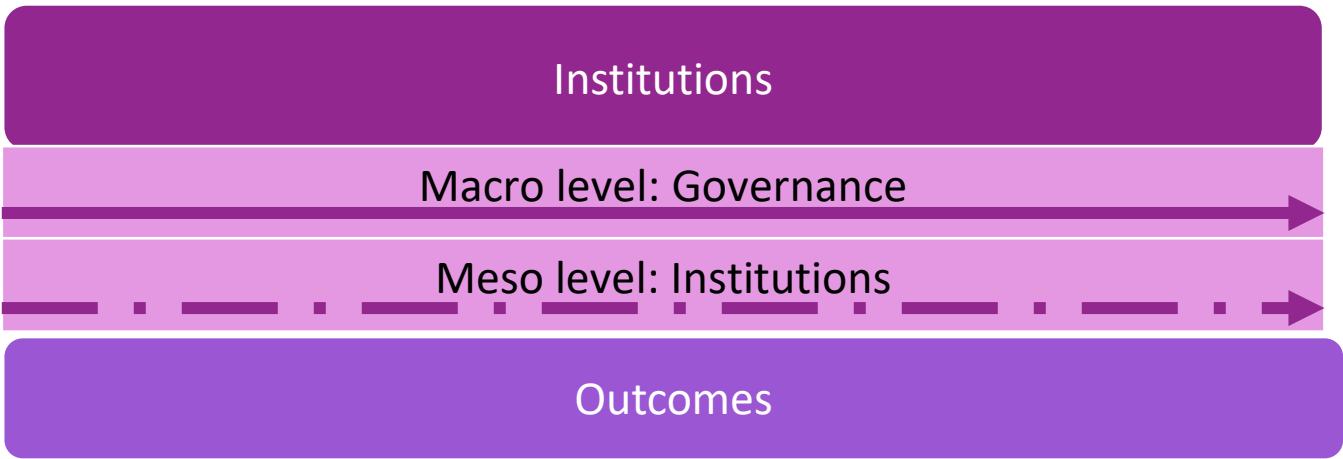 Institutions
Macro level: Governance
Meso level: Institutions
Outcomes